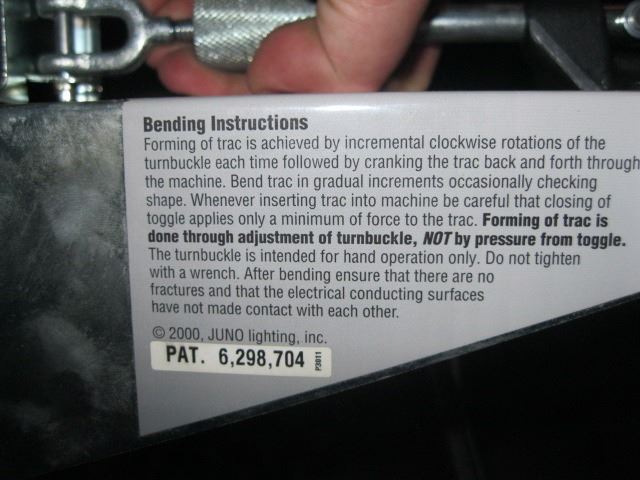 Bending Instructions
Forming of trac is achieved by incremental clockwise rotations of the
turnbuckle each time followed by cranking the trac back and forth through
the machine. Bend trac in gradual increments occasionally checking
shape. Whenever inserting trac into machine be careful that closing of
toggle applies only a minimum of force to the trac. Forming of trac is
done through adjustment of turnbuckle, NOT by pressure from toggle.
The turnbuckle is intended for hand operation only. Do not tighten
with a wrench. After bending ensure that there are no
fractures and that the electrical conducting surfaces
have not made contact with each other.
© 2000, JUNO lighting, inc.
PAT. 6,298,704
P3011